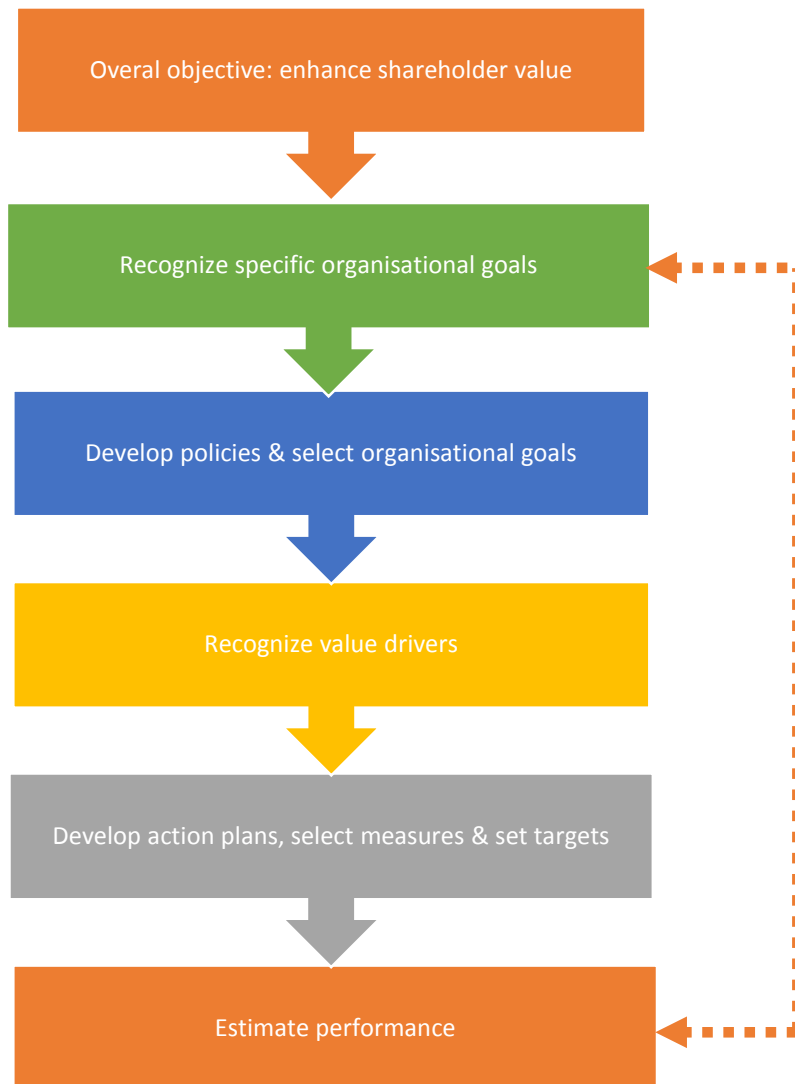 Overal objective: enhance shareholder value
Recognize specific organisational goals
Develop policies & select organisational goals
Recognize value drivers
Develop action plans, select measures & set targets
Estimate performance